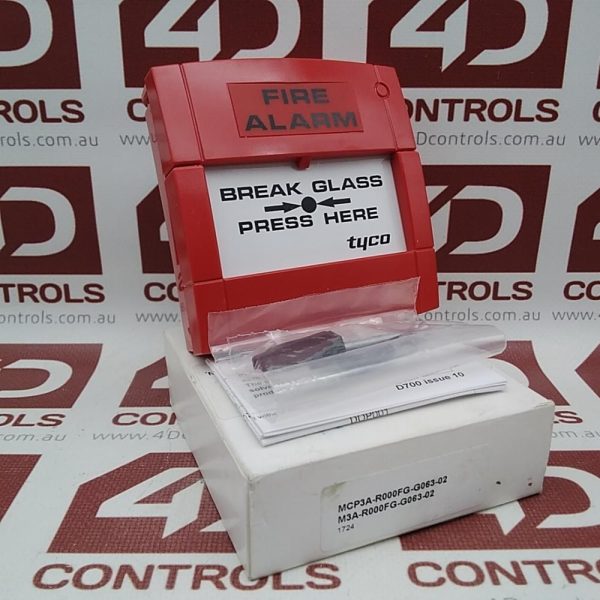 FIRE
ALARM
BREAK GLASS
PRESS HERE
tyco
D700 issue 10
MCP3A-R000FG-G063-02
M3A-R000FG-G063-02
1724
4D
CONTROLS
www.4Dcontrols.com.au